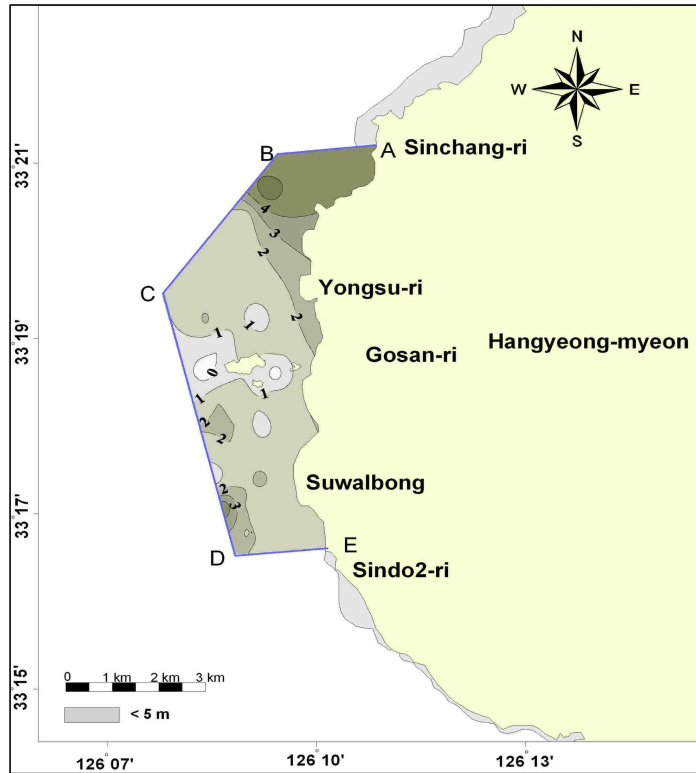 N
W E
S
A
Sinchang-ri
B
33°21'
4
3
2
Yongsu-ri
C
2
1
1
33°19'
Gosan-ri
Hangyeong-myeon
0
1
1
2
2
Suwalbong
2
3
33°17'
E
D
Sindo2-ri
0 1 km 2 km 3 km
33°15'
< 5 m
126°07' 126°10' 126°13'